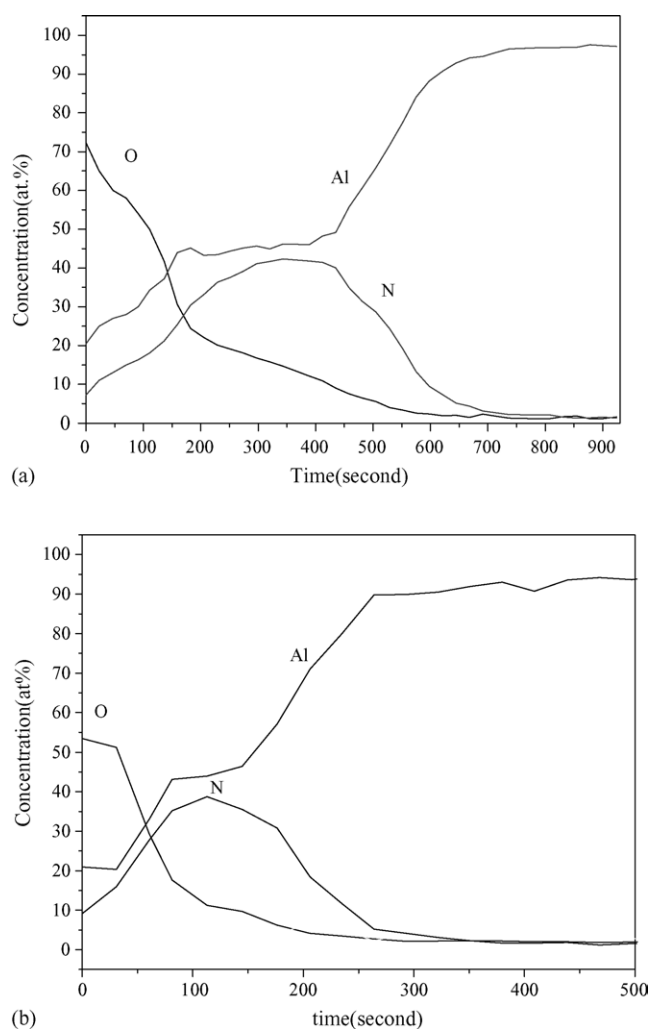 100
90
80
70
60
50
40
30
20
10
0
Concentration(at.%)
O
Al
N
0 100 200 300 400 500 600 700 800 900
Time(second)
(a)
100
90
80
70
60
50
40
30
20
10
0
Concentration(at%)
O
Al
N
0 100 200 300 400 500
time(second)
(b)